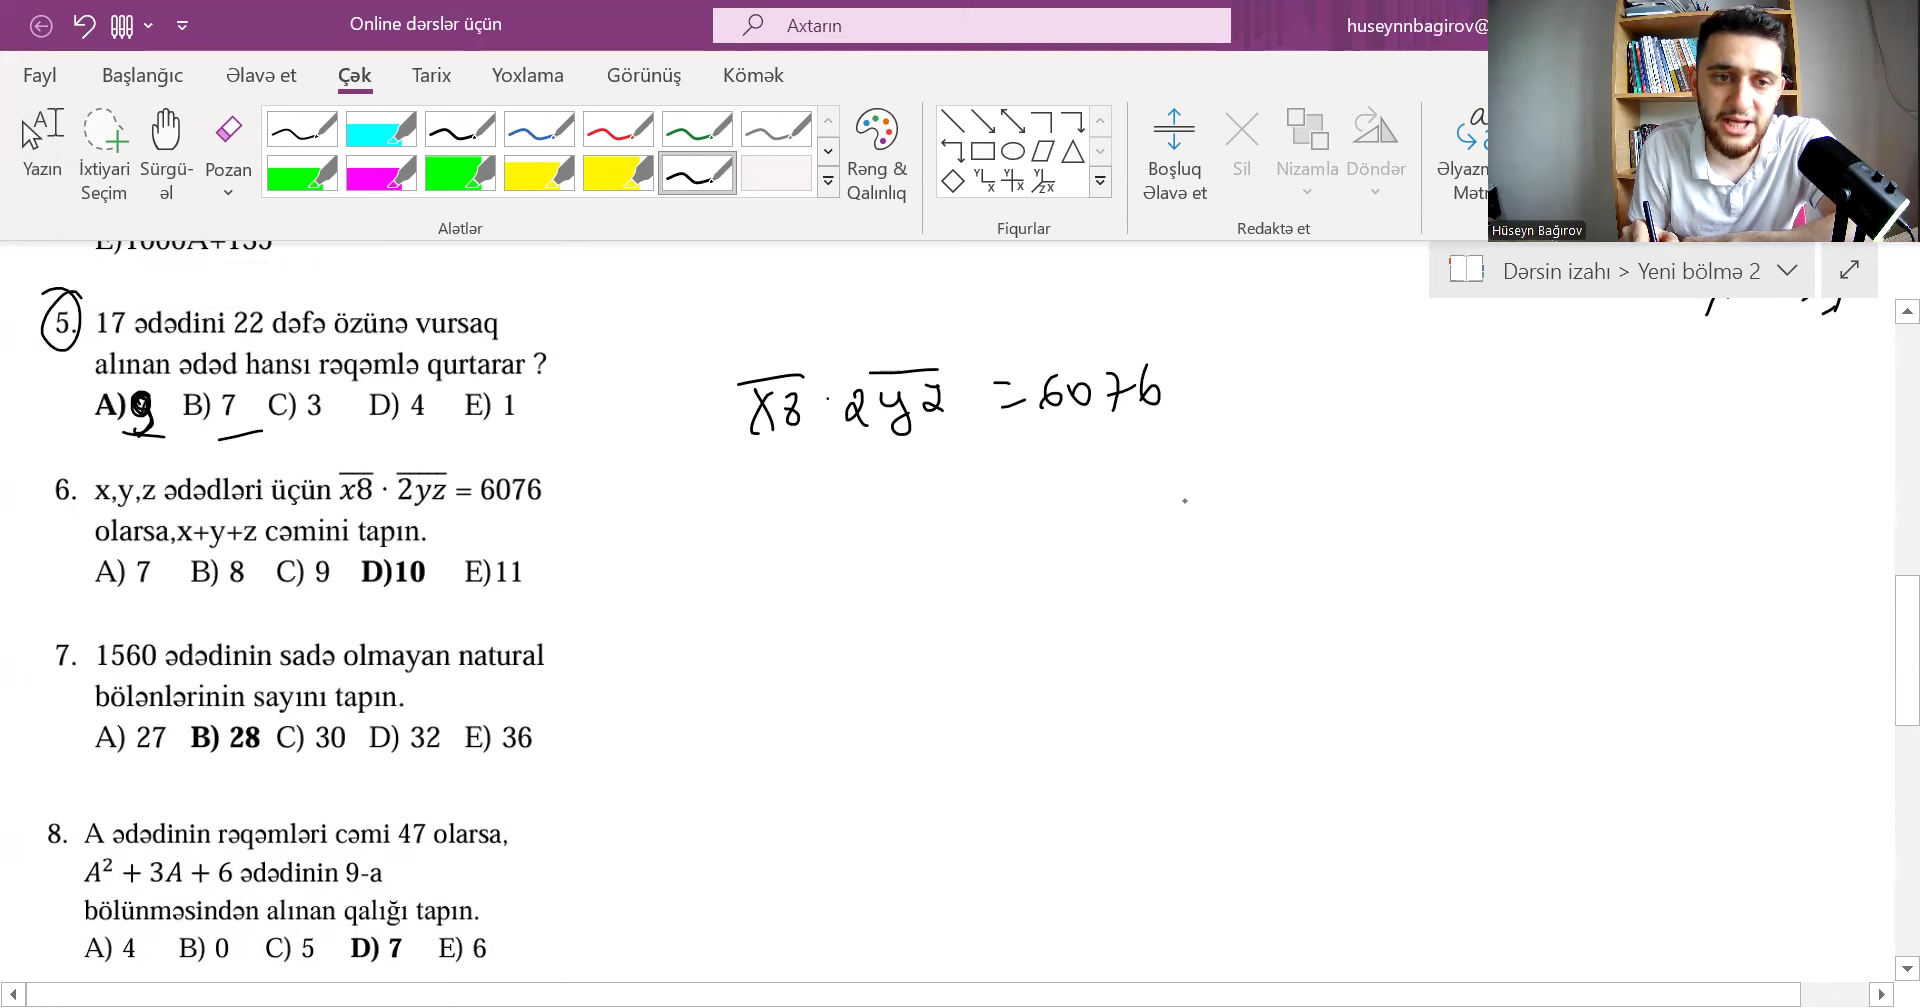 Online dərslər üçün
Axtarın
huseynnbagirov@
Fayl Başlanğıc Əlavə et Çək Tarix Yoxlama Görünüş Kömək
Yazın
İxtiyari Seçim
Sürgü-əl
Pozan
Rəng & Qalınlıq
Boşluq Əlavə et
Sil
Nizamla
Döndər
Alətlər
Fiqurlar
Redaktə et
Hüseyn Bağırov
Dərsin izahı > Yeni bölmə 2
E)1000A+135
5. 17 ədədini 22 dəfə özünə vursaq
alınan ədəd hansı rəqəmlə qurtarar ?
A) 9 B) 7 C) 3 D) 4 E) 1
x8 · 2yz = 6076
6. x,y,z ədədləri üçün x8 · 2yz = 6076
olarsa,x+y+z cəmini tapın.
A) 7 B) 8 C) 9 D)10 E)11
7. 1560 ədədinin sadə olmayan natural
bölənlərinin sayını tapın.
A) 27 B) 28 C) 30 D) 32 E) 36
8. A ədədinin rəqəmləri cəmi 47 olarsa,
A² + 3A + 6 ədədinin 9-a
bölünməsindən alınan qalığı tapın.
A) 4 B) 0 C) 5 D) 7 E) 6